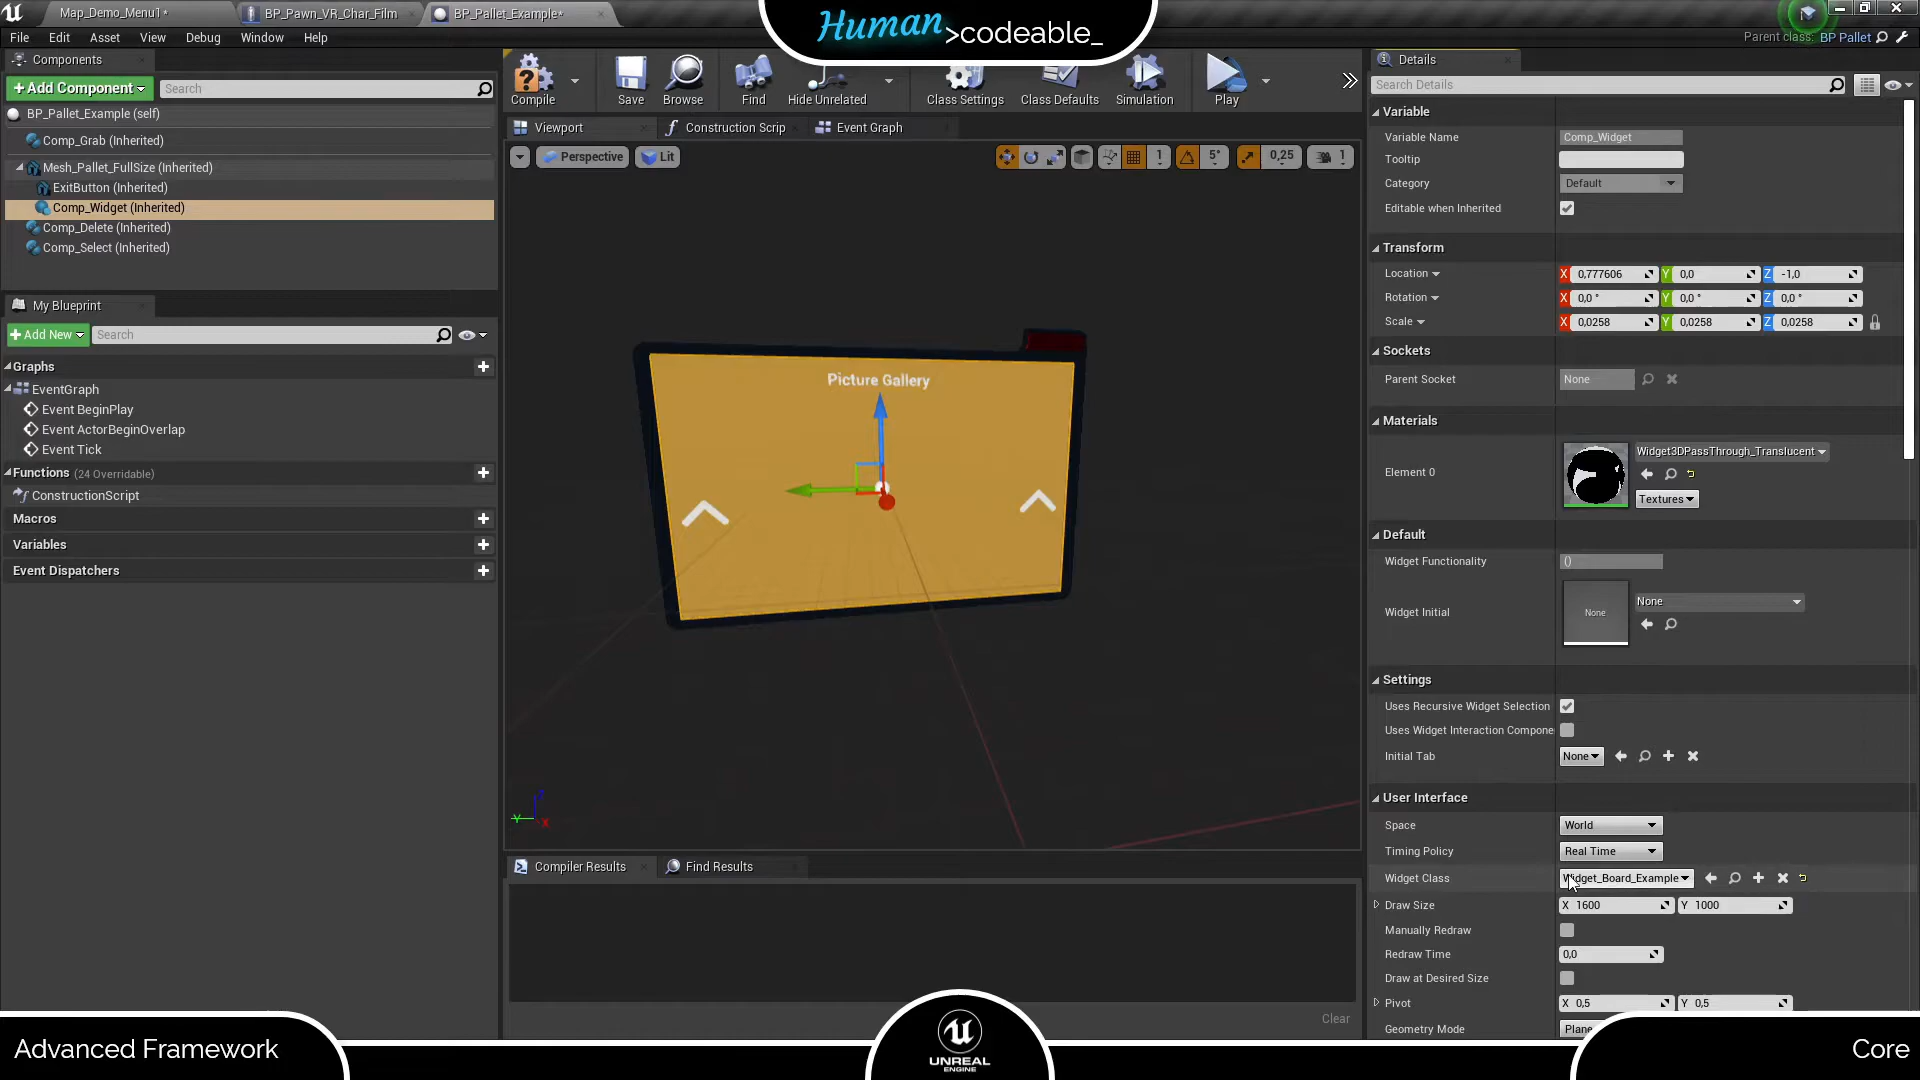 Map_Demo_Menu1*
BP_Pawn_VR_Char_Film
BP_Pallet_Example*
Human >codeable_
File Edit Asset View Debug Window Help
Parent class: BP Pallet
Components
+Add Component
Search
BP_Pallet_Example (self)
Comp_Grab (Inherited)
Mesh_Pallet_FullSize (Inherited)
ExitButton (Inherited)
Comp_Widget (Inherited)
Comp_Delete (Inherited)
Comp_Select (Inherited)
My Blueprint
+Add New
Search
Graphs
EventGraph
Event BeginPlay
Event ActorBeginOverlap
Event Tick
Functions (24 Overridable)
ConstructionScript
Macros
Variables
Event Dispatchers
Compile
Save
Browse
Find
Hide Unrelated
Class Settings
Class Defaults
Simulation
Play
Viewport
Construction Scrip
Event Graph
Perspective
Lit
1
5°
0,25
1
Picture Gallery
Z
Y
X
Compiler Results
Find Results
Clear
Details
Search Details
Variable
Variable Name Comp_Widget
Tooltip
Category Default
Editable when Inherited
Transform
Location X 0,777606 Y 0,0 Z -1,0
Rotation X 0,0 ° Y 0,0 ° Z 0,0 °
Scale X 0,0258 Y 0,0258 Z 0,0258
Sockets
Parent Socket None
Materials
Element 0
Widget3DPassThrough_Translucent
Textures
Default
Widget Functionality ()
Widget Initial
None
None
Settings
Uses Recursive Widget Selection
Uses Widget Interaction Compone
Initial Tab None
User Interface
Space World
Timing Policy Real Time
Widget Class Widget_Board_Example
Draw Size X 1600 Y 1000
Manually Redraw
Redraw Time 0,0
Draw at Desired Size
Pivot X 0,5 Y 0,5
Geometry Mode Plane
Advanced Framework
UNREAL
ENGINE
Core